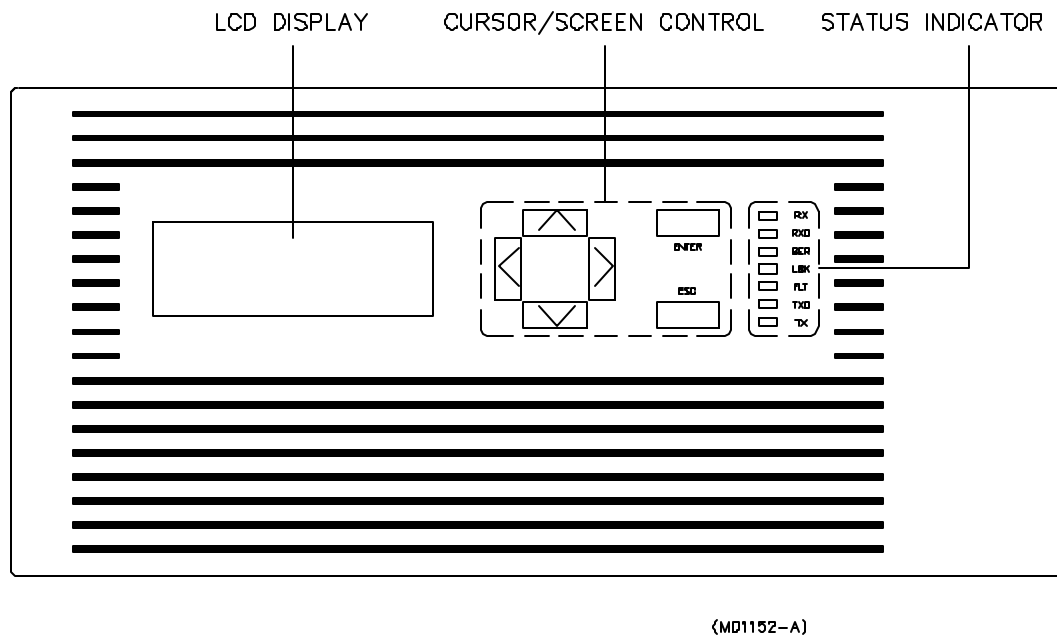 LCD DISPLAY
CURSOR/SCREEN CONTROL
STATUS INDICATOR
ENTER
ESC
RX
RXD
BER
LBK
FLT
TXD
TX
(MD1152-A)